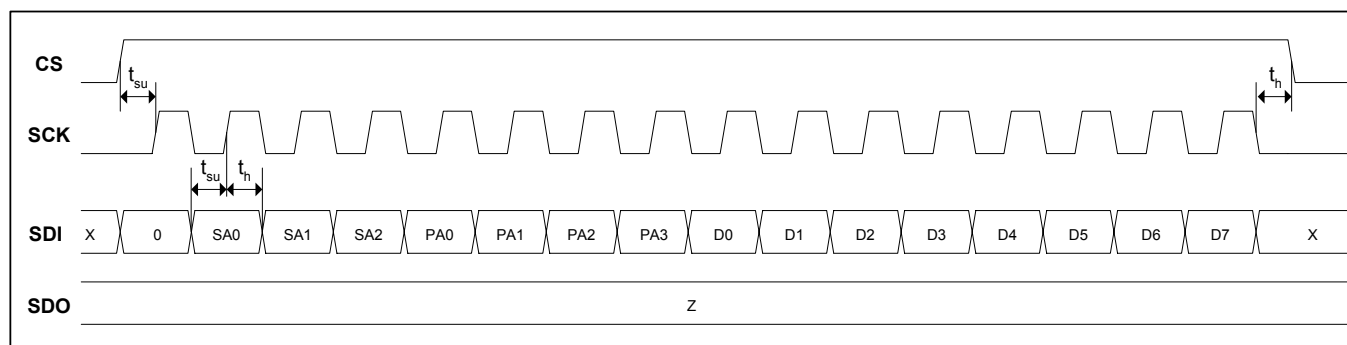 CS
t_su
t_h
SCK
t_su t_h
SDI X 0 SA0 SA1 SA2 PA0 PA1 PA2 PA3 D0 D1 D2 D3 D4 D5 D6 D7 X
SDO Z